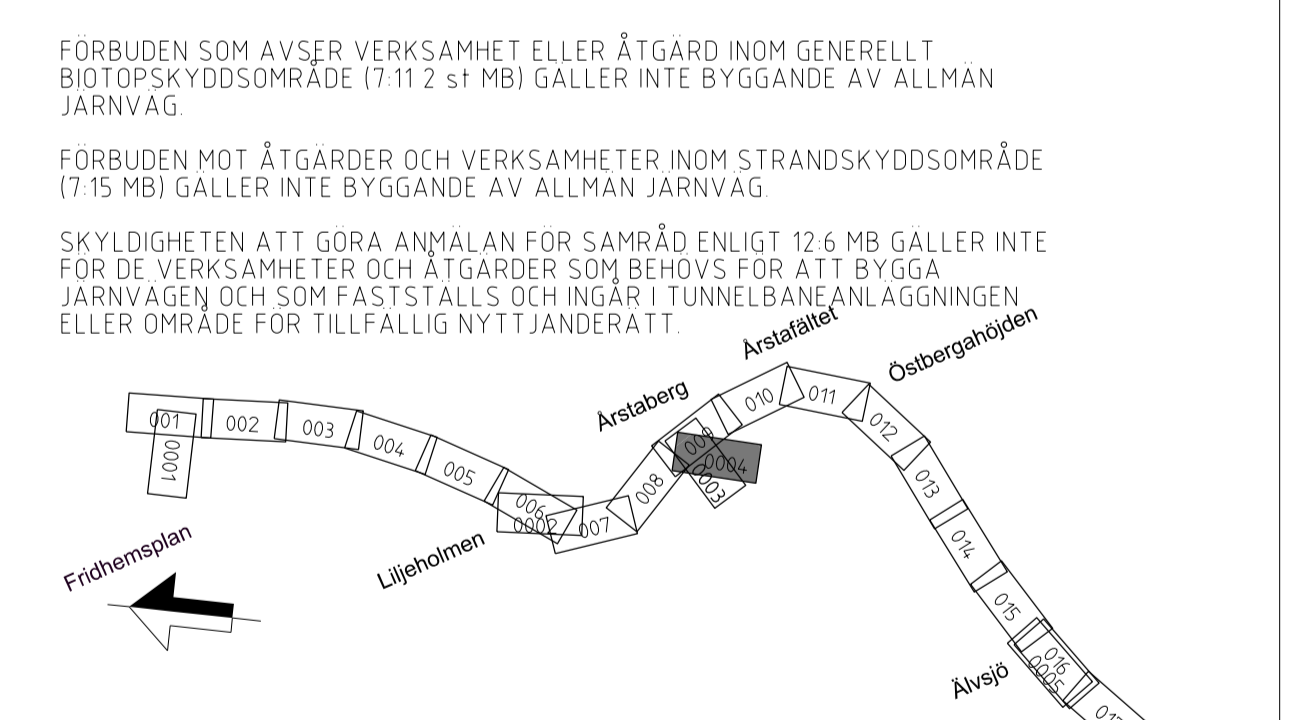 FÖRBUDEN SOM AVSER VERKSAMHET ELLER ÅTGÄRD INOM GENERELLT
BIOTOPSKYDDSOMRÅDE (7:11 2 st MB) GÄLLER INTE BYGGANDE AV ALLMÄN
JÄRNVÄG.
FÖRBUDEN MOT ÅTGÄRDER OCH VERKSAMHETER INOM STRANDSKYDDSOMRÅDE
(7:15 MB) GÄLLER INTE BYGGANDE AV ALLMÄN JÄRNVÄG.
SKYLDIGHETEN ATT GÖRA ANMÄLAN FÖR SAMRÅD ENLIGT 12:6 MB GÄLLER INTE
FÖR DE VERKSAMHETER OCH ÅTGÄRDER SOM BEHÖVS FÖR ATT BYGGA
JÄRNVÄGEN OCH SOM FASTSTÄLLS OCH INGÅR I TUNNELBANEANLÄGGNINGEN
ELLER OMRÅDE FÖR TILLFÄLLIG NYTTJANDERÄTT.
Årstafältet
Östbergahöjden
Årstaberg
001
002
003
004
005
006
007
008
009
010
011
012
013
014
015
016
0001
0002
0003
0004
0005
Fridhemsplan
Liljeholmen
Älvsjö